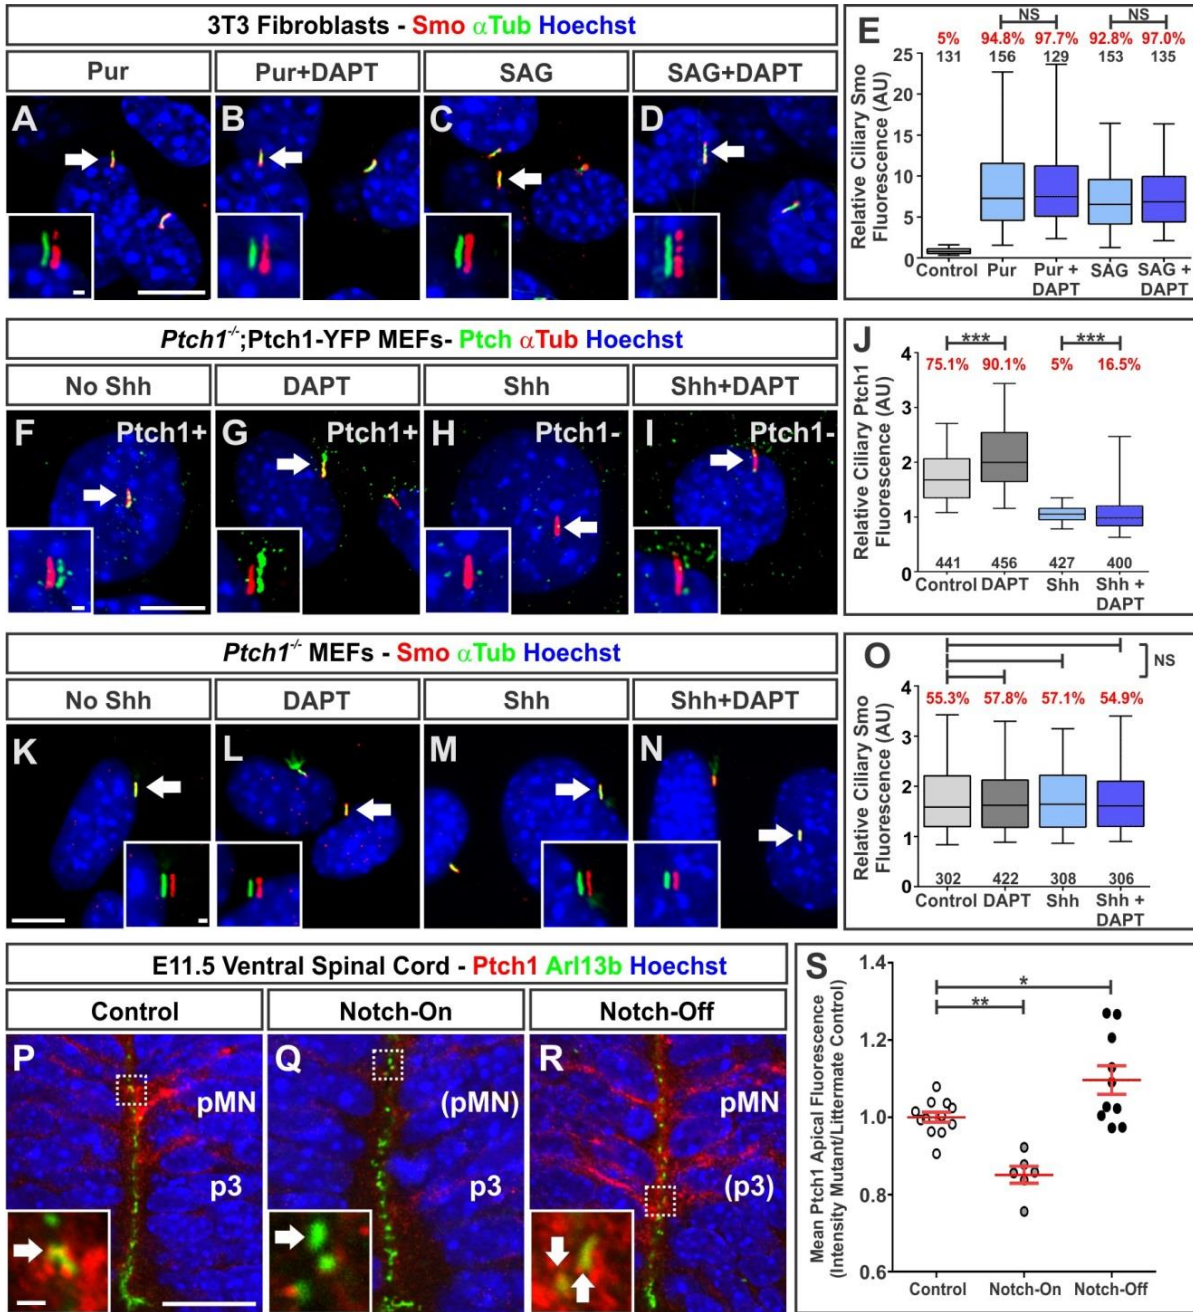 3T3 Fibroblasts - Smo αTub Hoechst
Pur
Pur+DAPT
SAG
SAG+DAPT
A
B
C
D
E
NS
NS
5%
94.8%
97.7%
92.8%
97.0%
131
156
129
153
135
Relative Ciliary Smo
Fluorescence (AU)
25
20
15
10
5
0
Control
Pur
Pur +
DAPT
SAG
SAG +
DAPT
Ptch1-/-;Ptch1-YFP MEFs- Ptch αTub Hoechst
No Shh
DAPT
Shh
Shh+DAPT
F
Ptch1+
G
Ptch1+
H
Ptch1-
I
Ptch1-
J
***
***
75.1%
90.1%
5%
16.5%
Relative Ciliary Ptch1
Fluorescence (AU)
4
3
2
1
0
441
456
427
400
Control
DAPT
Shh
Shh +
DAPT
Ptch1-/- MEFs - Smo αTub Hoechst
No Shh
DAPT
Shh
Shh+DAPT
K
L
M
N
O
NS
55.3%
57.8%
57.1%
54.9%
Relative Ciliary Smo
Fluorescence (AU)
4
3
2
1
0
302
422
308
306
Control
DAPT
Shh
Shh +
DAPT
E11.5 Ventral Spinal Cord - Ptch1 Arl13b Hoechst
Control
Notch-On
Notch-Off
P
pMN
p3
Q
(pMN)
p3
R
pMN
(p3)
S
*
**
Mean Ptch1 Apical Fluorescence
(Intensity Mutant/Littermate Control)
1.4
1.2
1.0
0.8
0.6
Control
Notch-On
Notch-Off